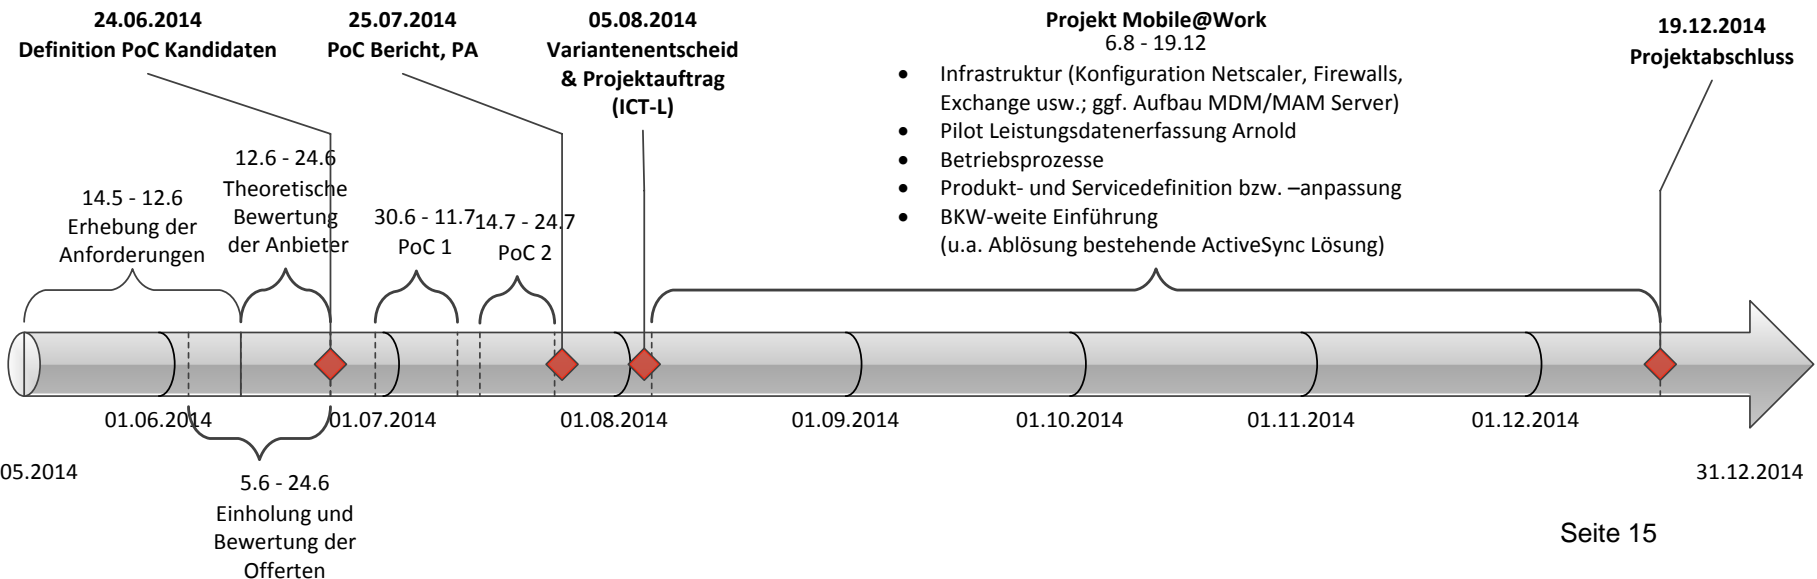 24.06.2014
Definition PoC Kandidaten
25.07.2014
PoC Bericht, PA
05.08.2014
Variantenentscheid
& Projektauftrag
(ICT-L)
Projekt Mobile@Work
6.8 - 19.12
• Infrastruktur (Konfiguration Netscaler, Firewalls,
Exchange usw.; ggf. Aufbau MDM/MAM Server)
• Pilot Leistungsdatenerfassung Arnold
• Betriebsprozesse
• Produkt- und Servicedefinition bzw. –anpassung
• BKW-weite Einführung
(u.a. Ablösung bestehende ActiveSync Lösung)
19.12.2014
Projektabschluss
14.5 - 12.6
Erhebung der
Anforderungen
12.6 - 24.6
Theoretische
Bewertung
der Anbieter
30.6 - 11.7
PoC 1
14.7 - 24.7
PoC 2
01.06.2014
01.07.2014
01.08.2014
01.09.2014
01.10.2014
01.11.2014
01.12.2014
05.2014
31.12.2014
5.6 - 24.6
Einholung und
Bewertung der
Offerten
Seite 15